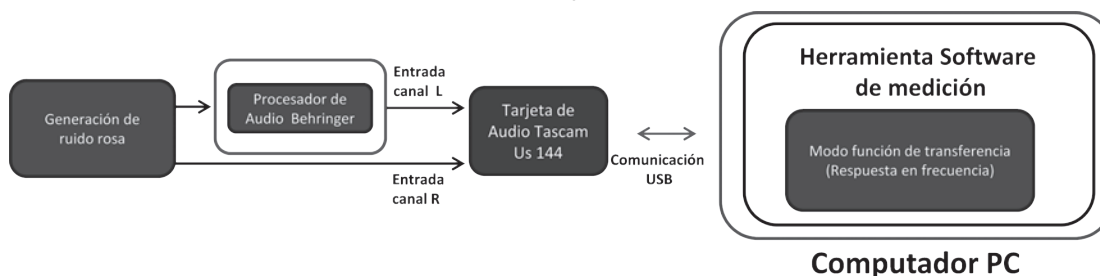 Generación de
ruido rosa
Procesador de
Audio Behringer
Entrada
canal L
Entrada
canal R
Tarjeta de
Audio Tascam
Us 144
Comunicación
USB
Herramienta Software
de medición
Modo función de transferencia
(Respuesta en frecuencia)
Computador PC